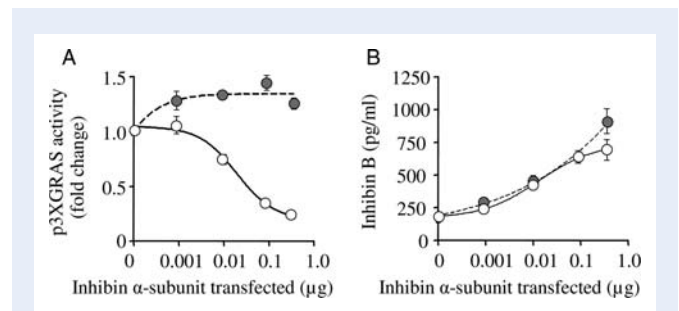 A
1.5
1.0
0.5
0
p3XGRAS activity
(fold change)
0 0.001 0.01 0.1 1.0
Inhibin α-subunit transfected (µg)
B
1250
1000
750
500
250
0
Inhibin B (pg/ml)
0 0.001 0.01 0.1 1.0
Inhibin α-subunit transfected (µg)